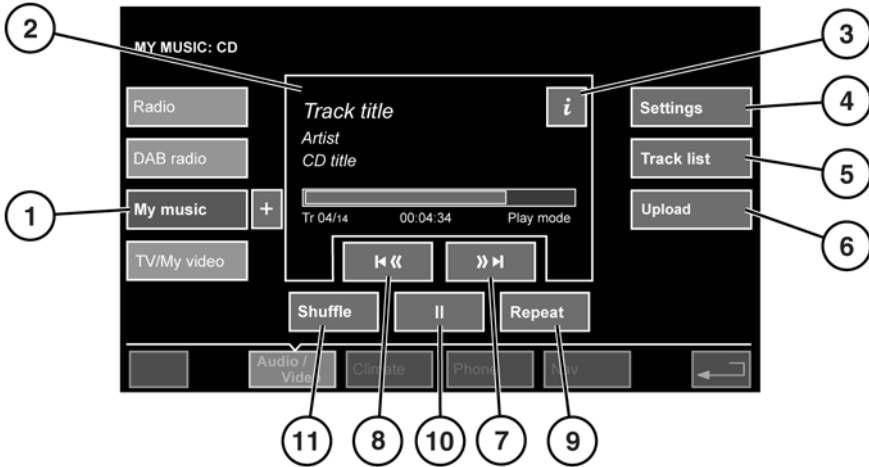 2
3
MY MUSIC: CD
Radio
Track title
i
Settings
4
Artist
DAB radio
CD title
Track list
5
1
My music
+
Tr 04/14 00:04:34 Play mode
Upload
6
TV/My video
Shuffle
Repeat
Audio /
Video
Climate
Phone
Nav
11
8
10
7
9